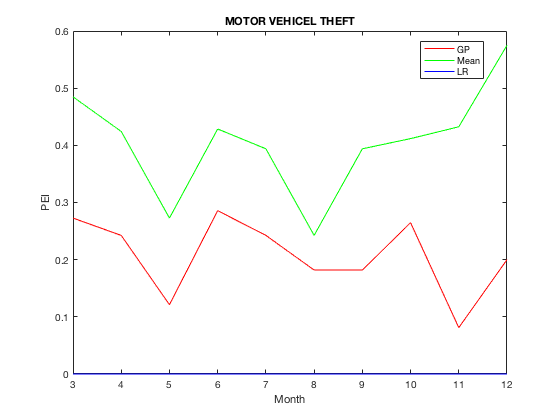 MOTOR VEHICEL THEFT
GP
Mean
LR
PEI
0.6
0.5
0.4
0.3
0.2
0.1
0
3 4 5 6 7 8 9 10 11 12
Month